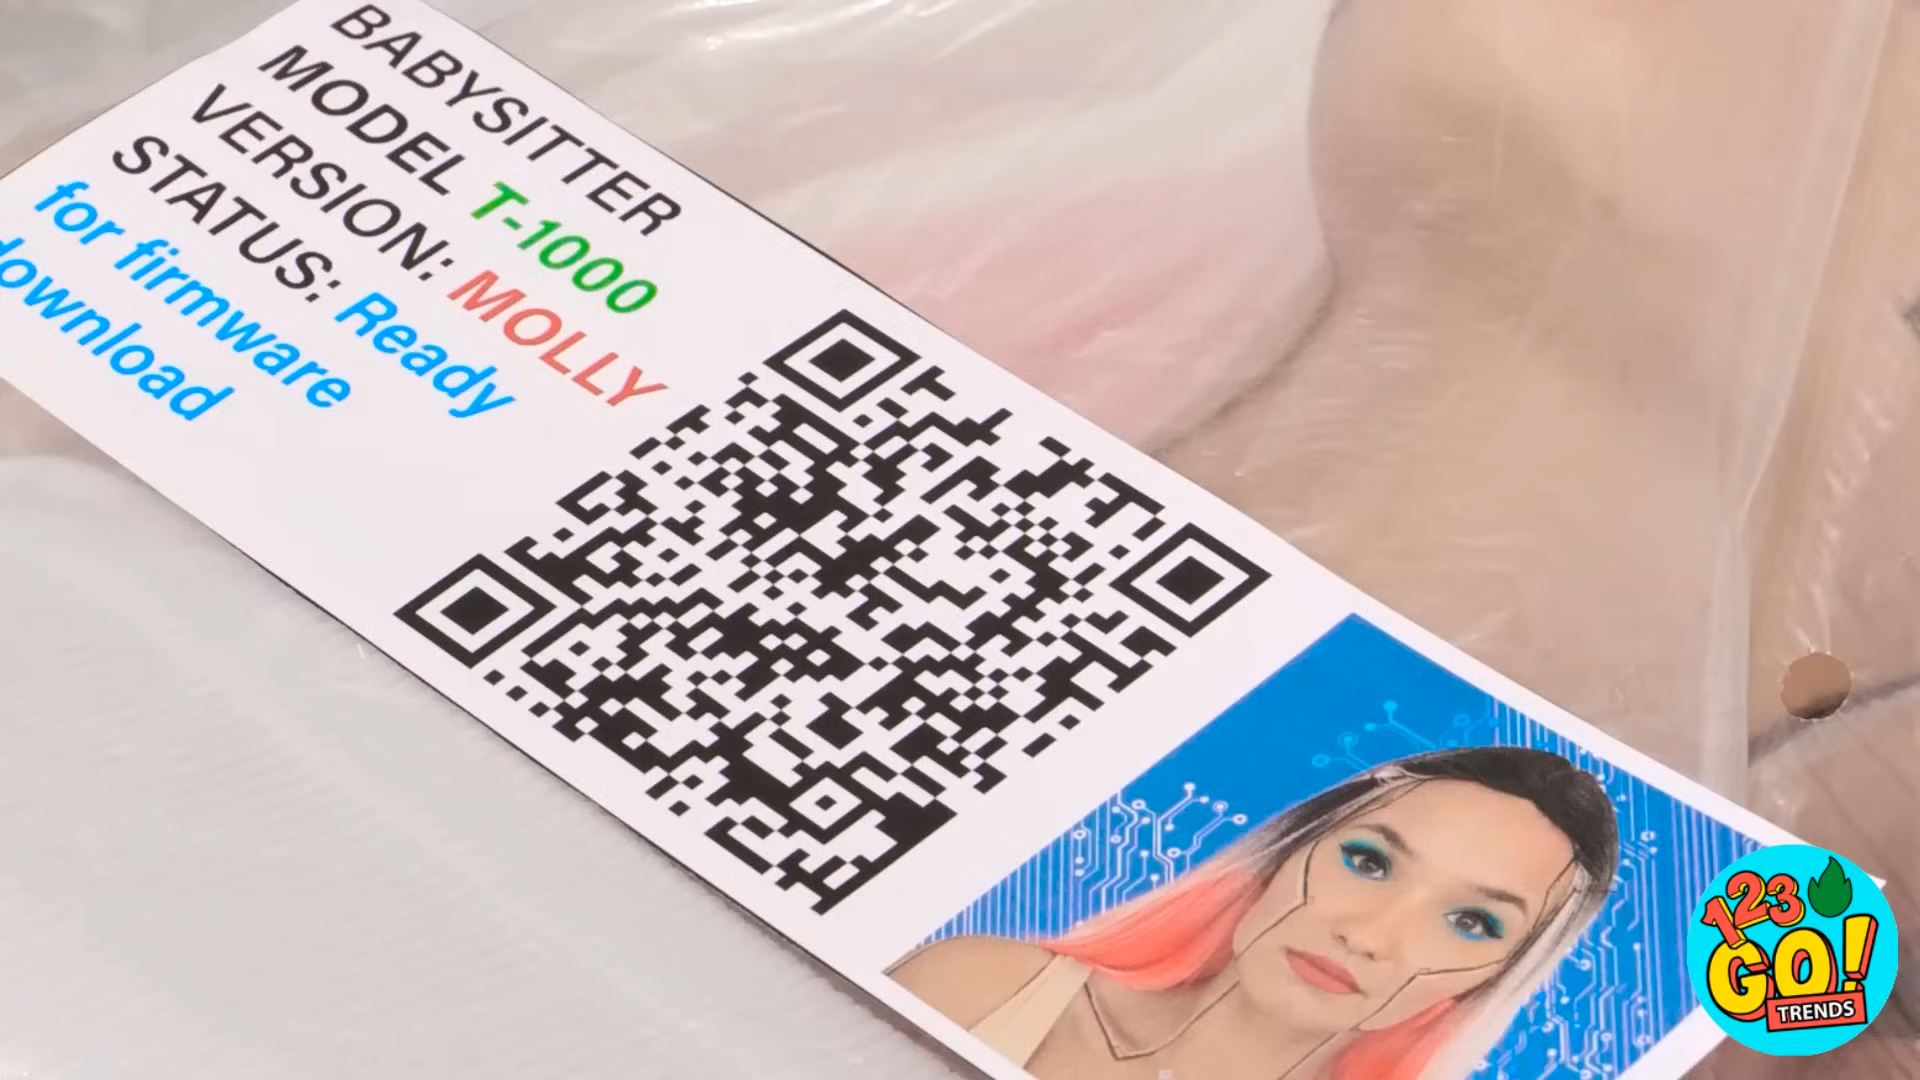 BABYSITTER
MODEL T-1000
VERSION: MOLLY
STATUS: Ready
for firmware
download
123
GO!
TRENDS